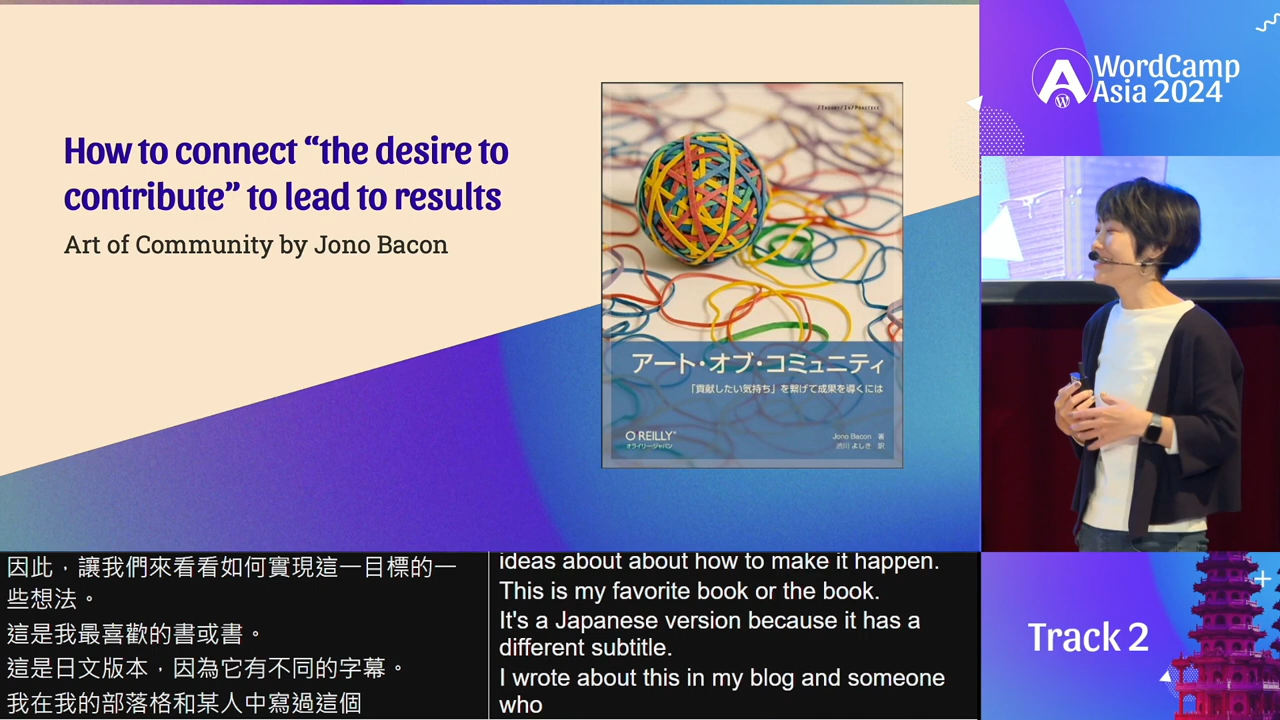 How to connect “the desire to
contribute” to lead to results
Art of Community by Jono Bacon
/Theory/In/Practice
アート・オブ・コミュニティ
「貢献したい気持ち」を繋げて成果を導くには
O REILLY™
オライリー・ジャパン
Jono Bacon 著
渋川 よしき 訳
WordCamp
Asia 2024
因此，讓我們來看看如何實現這一目標的一
些想法。
這是我最喜歡的書或書。
這是日文版本，因為它有不同的字幕。
我在我的部落格和某人中寫過這個
ideas about about how to make it happen.
This is my favorite book or the book.
It's a Japanese version because it has a
different subtitle.
I wrote about this in my blog and someone
who
Track 2